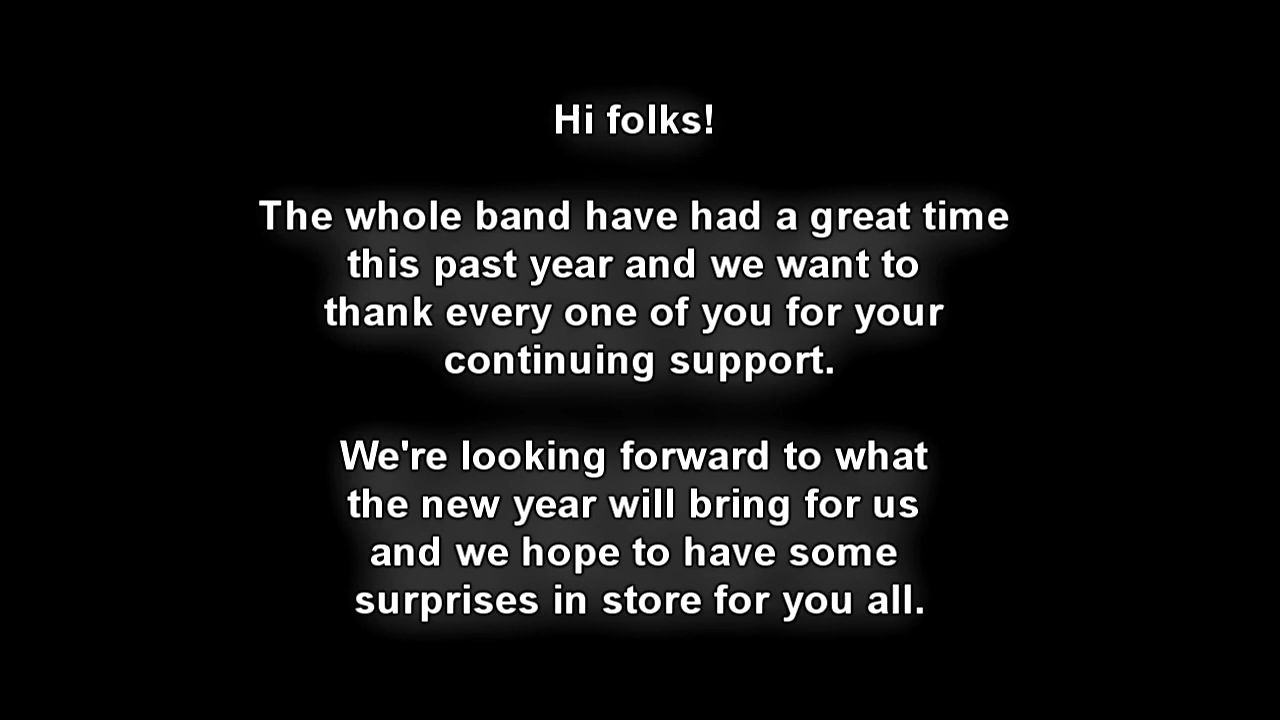 Hi folks!
The whole band have had a great time
this past year and we want to
thank every one of you for your
continuing support.
We're looking forward to what
the new year will bring for us
and we hope to have some
surprises in store for you all.